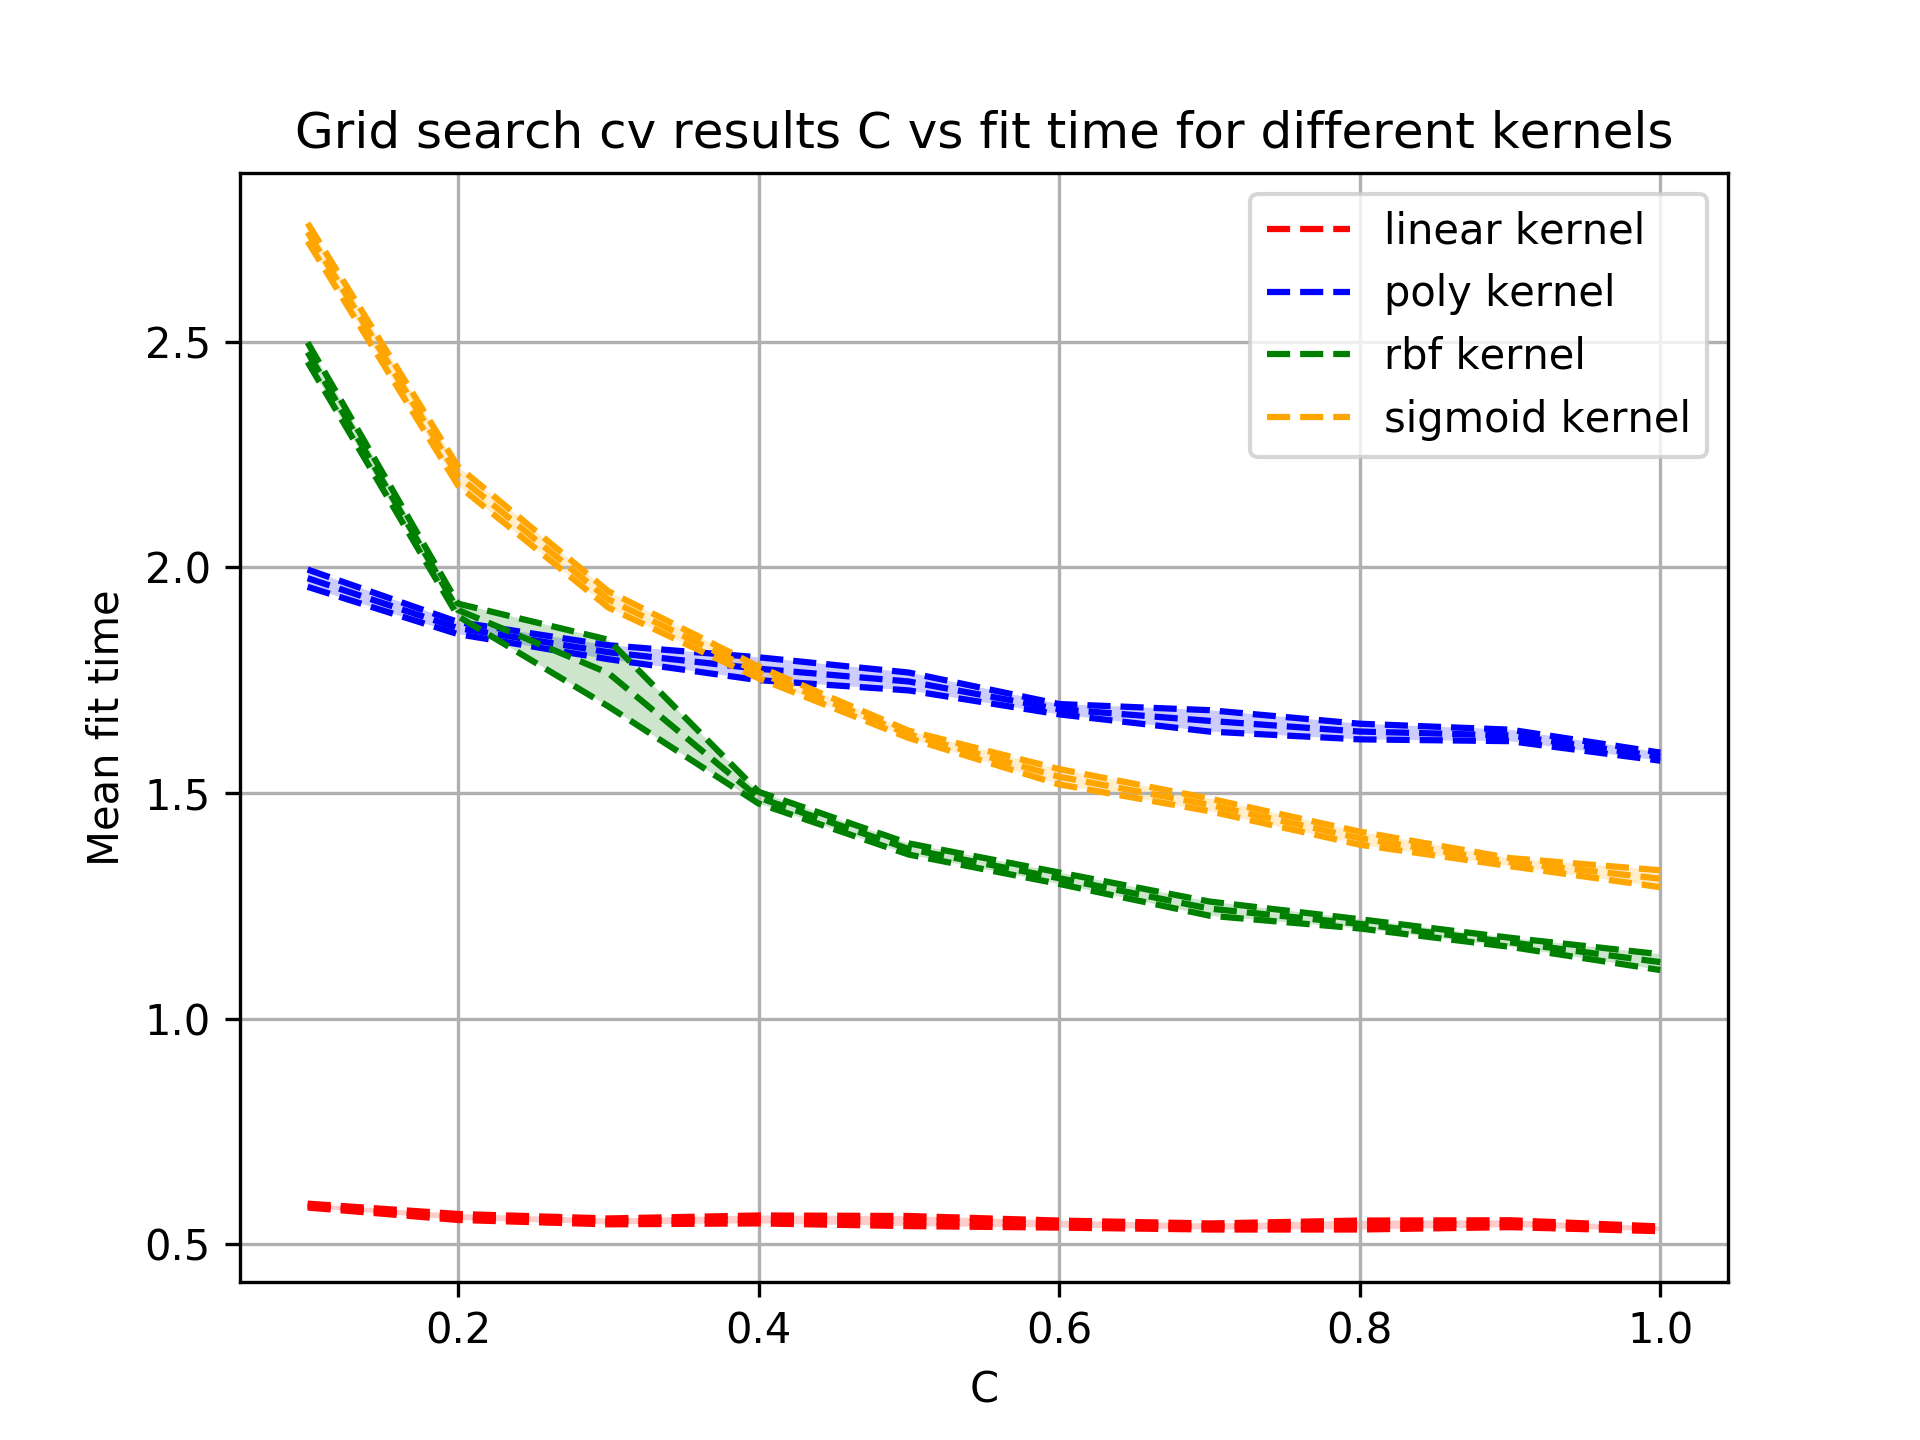 Grid search cv results C vs fit time for different kernels
linear kernel
poly kernel
rbf kernel
sigmoid kernel
Mean fit time
2.5
2.0
1.5
1.0
0.5
0.2 0.4 0.6 0.8 1.0
C